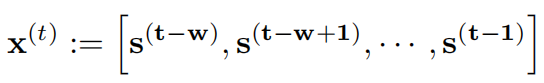 x^{(t)} := [s^{(t-w)}, s^{(t-w+1)}, ⋯ , s^{(t-1)}]